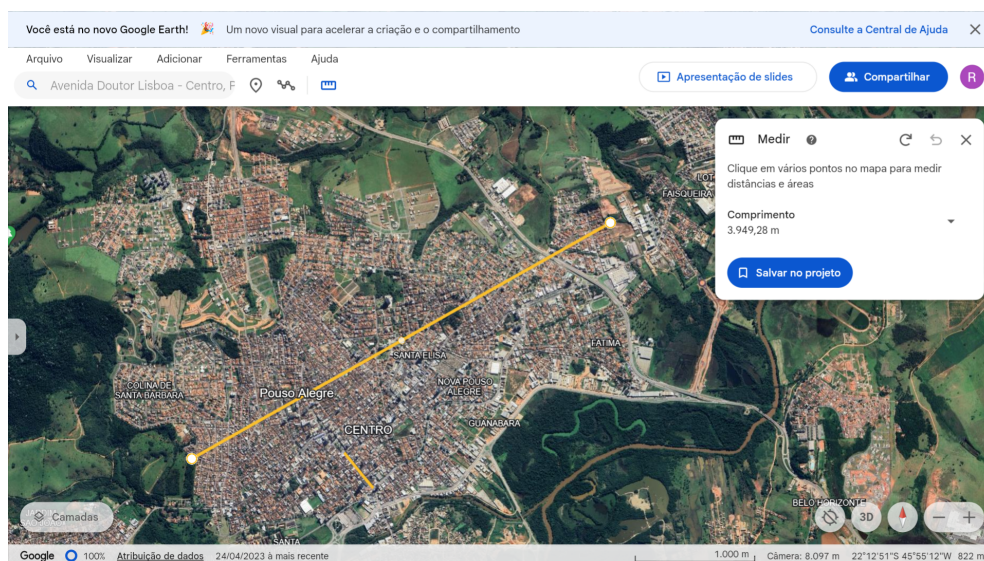 Você está no novo Google Earth! 🎉 Um novo visual para acelerar a criação e o compartilhamento Consulte a Central de Ajuda
Arquivo Visualizar Adicionar Ferramentas Ajuda
Avenida Doutor Lisboa - Centro, P
Apresentação de slides
Compartilhar
R
Medir
Clique em vários pontos no mapa para medir
distâncias e áreas
Comprimento
3.949,28 m
Salvar no projeto
LOT
FAISQUEIRA
FATIMA
SANTA ELISA
NOVA POUSO
ALEGRE
COLINA DE
SANTA BARBARA
Pouso Alegre
GUANABARA
CENTRO
BELO HORIZONTE
SANTA
Camadas
3D
Google 100% Atribuição de dados 24/04/2023 à mais recente 1.000 m Câmera: 8.097 m 22°12'51"S 45°55'12"W 822 m